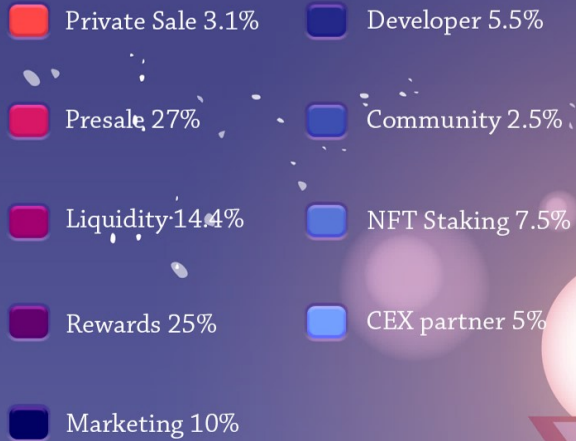 Private Sale 3.1%
Presale 27%
Liquidity 14.4%
Rewards 25%
Marketing 10%
Developer 5.5%
Community 2.5%
NFT Staking 7.5%
CEX partner 5%